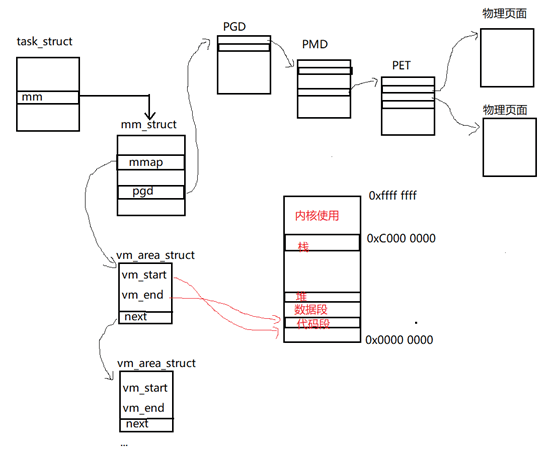 task_struct
mm
mm_struct
mmap
pgd
PGD
PMD
PET
物理页面
物理页面
vm_area_struct
vm_start
vm_end
next
vm_area_struct
vm_start
vm_end
next
...
0xffff ffff
内核使用
0xC000 0000
栈
堆
数据段
代码段
0x0000 0000